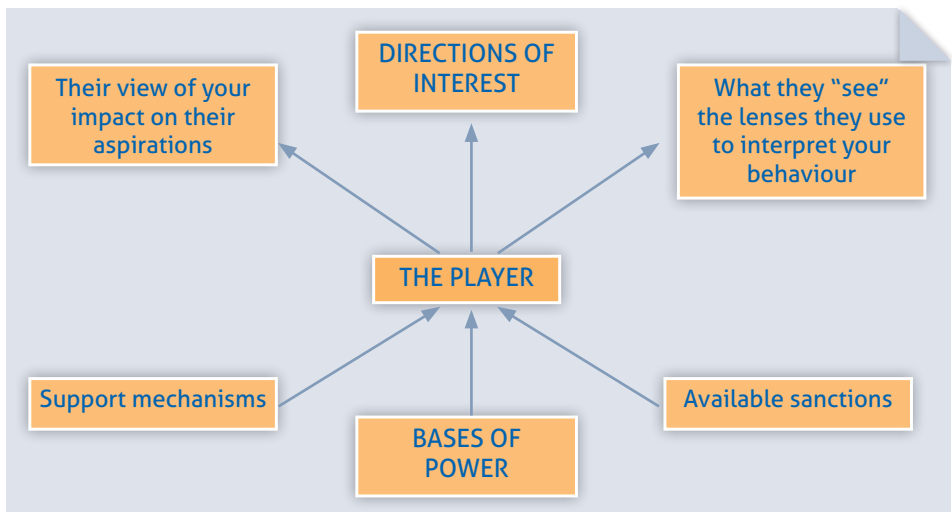 DIRECTIONS OF
INTEREST
Their view of your
impact on their
aspirations
What they “see”
the lenses they use
to interpret your
behaviour
THE PLAYER
Support mechanisms
Available sanctions
BASES OF
POWER